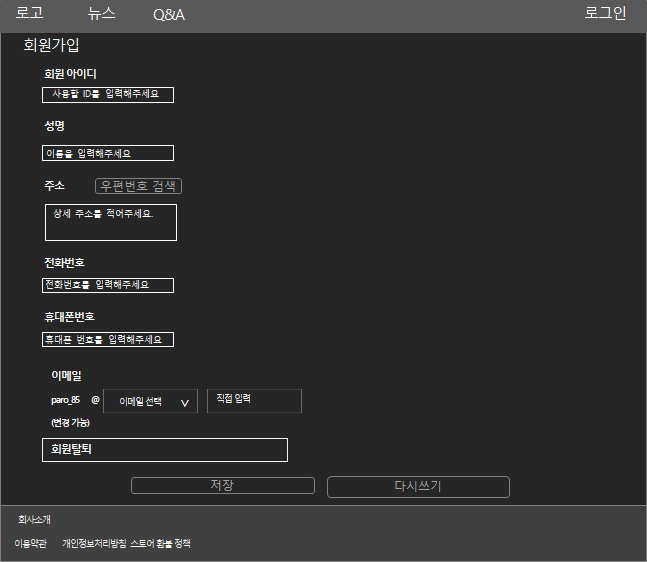 로고 뉴스 Q&A 로그인
회원가입
회원 아이디
사용할 ID를 입력해주세요
성명
이름을 입력해주세요
주소 우편번호 검색
상세 주소를 적어주세요.
전화번호
전화번호를 입력해주세요
휴대폰번호
휴대폰 번호를 입력해주세요
이메일
paro_85 @ 이메일 선택 V 직접 입력
(변경 가능)
회원탈퇴
저장 다시쓰기
회사소개
이용약관 개인정보처리방침 스토어 환불 정책